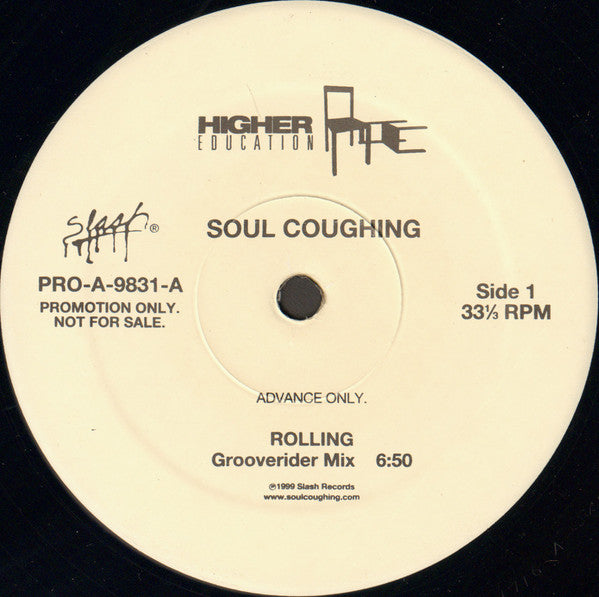 HIGHER
EDUCATION
Slash®
SOUL COUGHING
PRO-A-9831-A
PROMOTION ONLY.
NOT FOR SALE.
Side 1
33⅓ RPM
ADVANCE ONLY.
ROLLING
Grooverider Mix 6:50
℗1999 Slash Records
www.soulcoughing.com